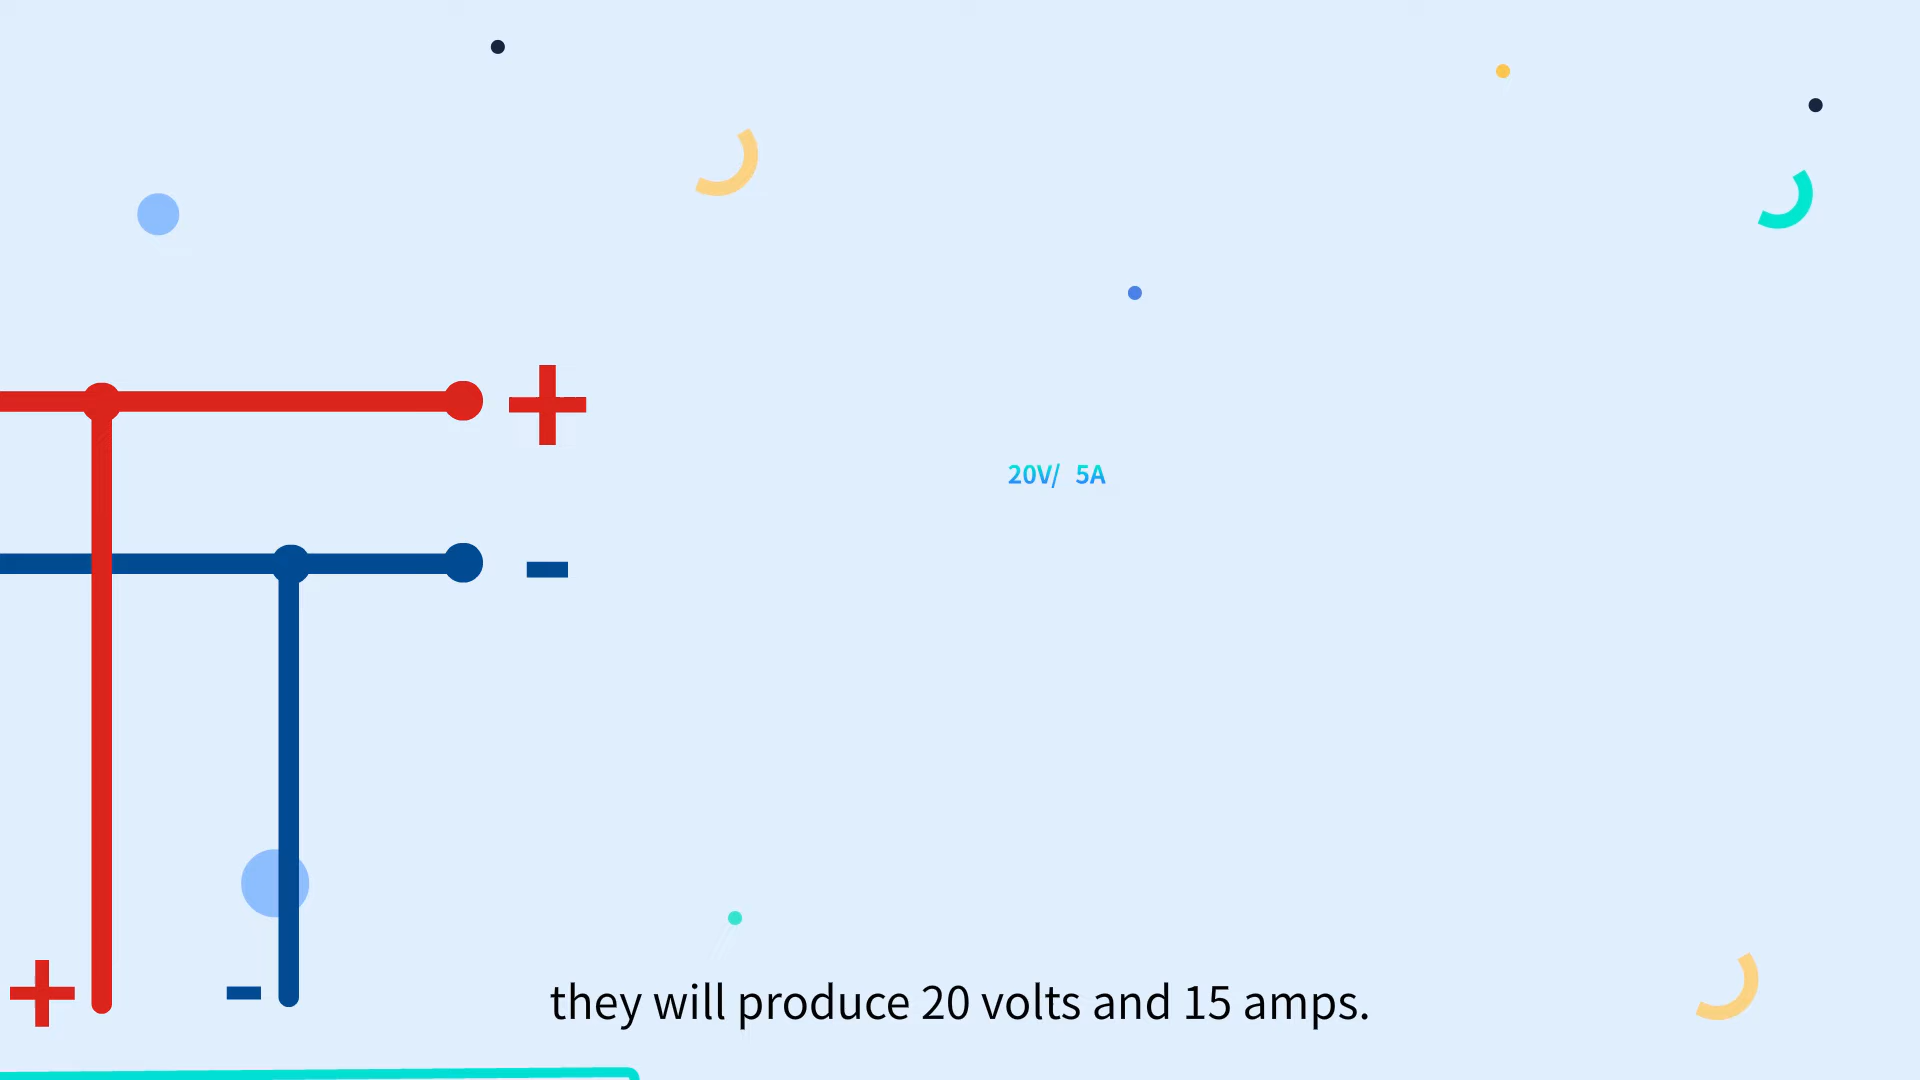 +
20V/ 5A
-
+ -
they will produce 20 volts and 15 amps.